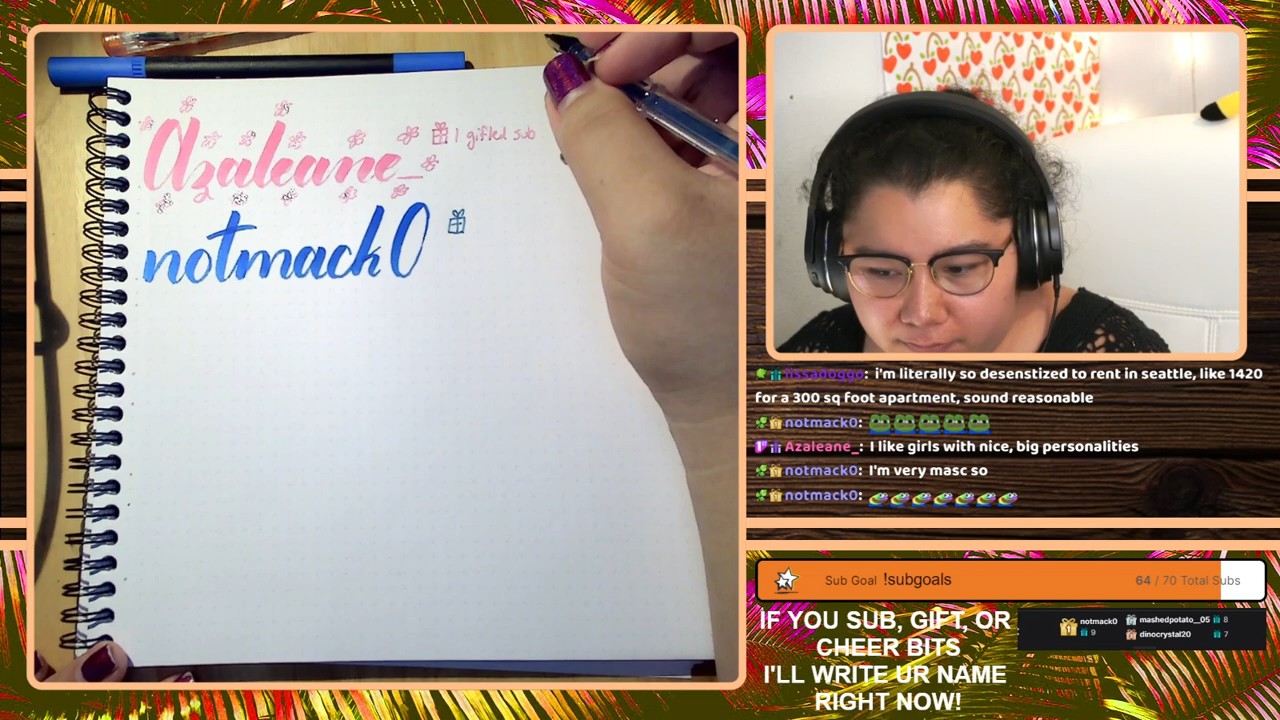 Azaleane_ 1 gifted sub
notmack0
iissadoggo: i'm literally so desenstized to rent in seattle, like 1420
for a 300 sq foot apartment, sound reasonable
notmack0:
Azaleane_: I like girls with nice, big personalities
notmack0: I'm very masc so
notmack0:
Sub Goal !subgoals 64 / 70 Total Subs
IF YOU SUB, GIFT, OR
CHEER BITS
I'LL WRITE UR NAME
RIGHT NOW!
1 notmack0 9
mashedpotato__05 8
dinocrystal20 7